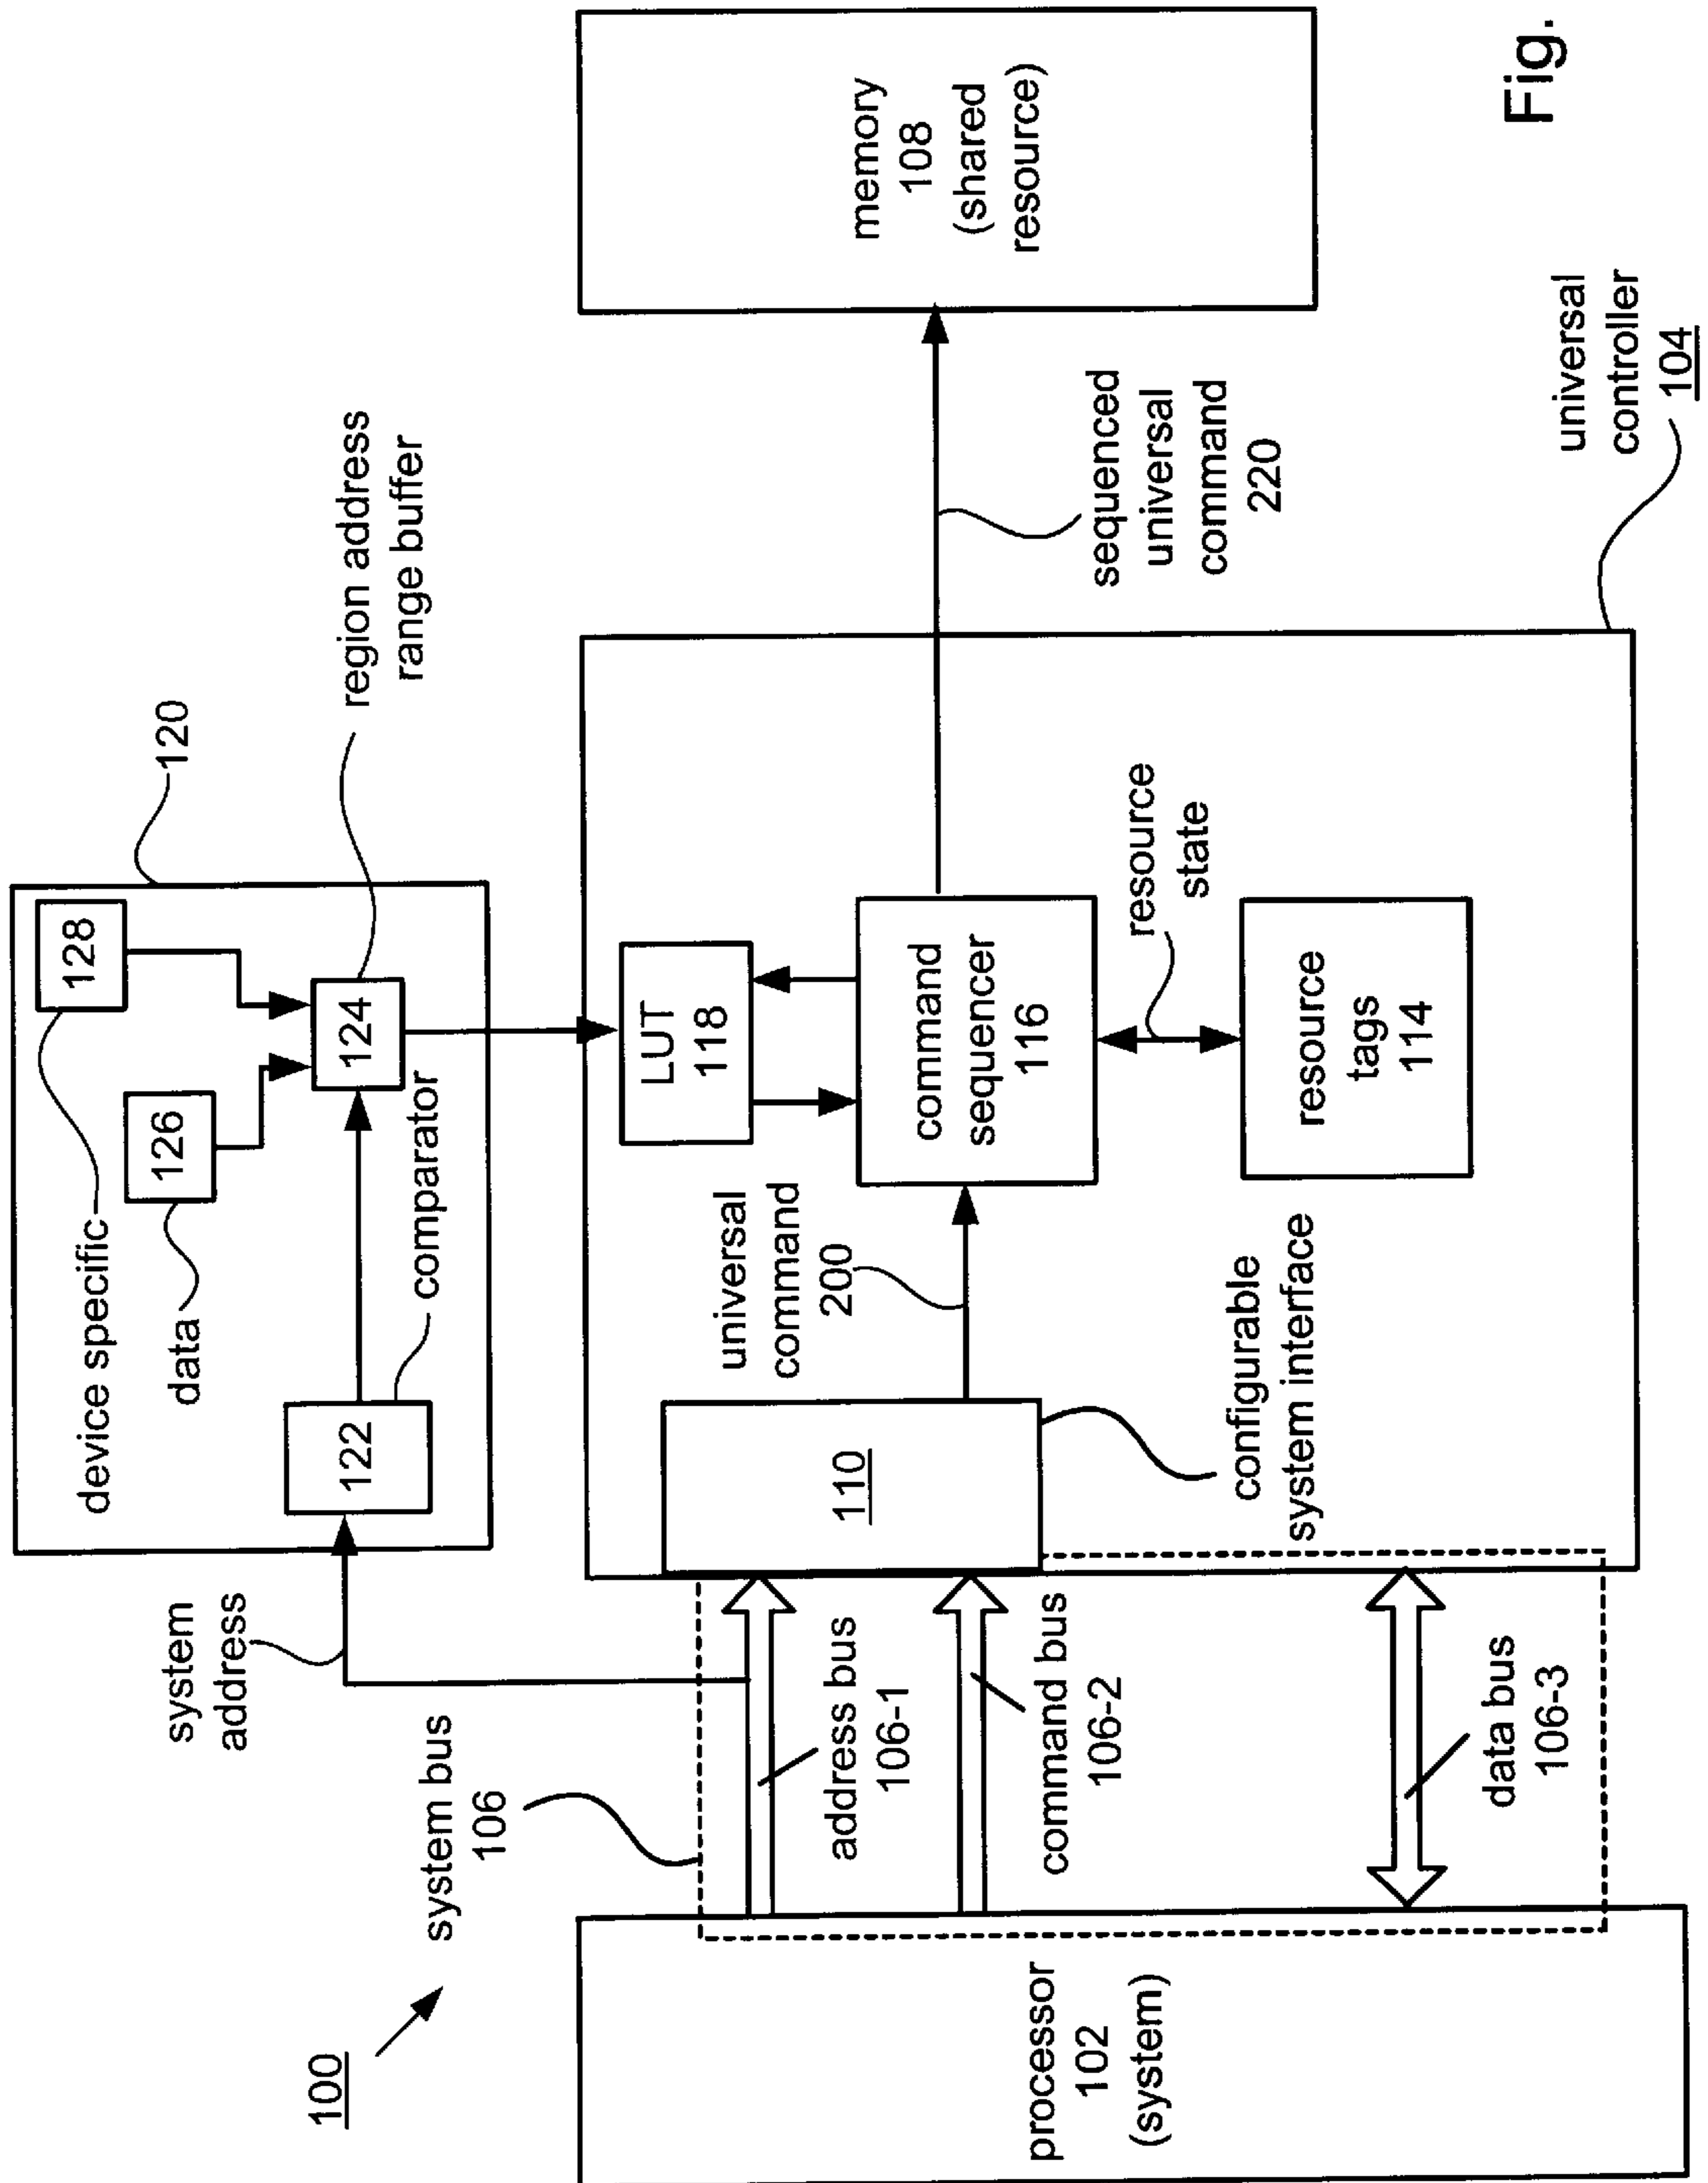 100
system bus
106
system
address
device specific
data
128
126
122
124
comparator
120
region address
range buffer
processor
102
(system)
address bus
106-1
command bus
106-2
data bus
106-3
110
configurable
system interface
universal
command
200
LUT
118
command
sequencer
116
resource
state
resource
tags
114
sequenced
universal
command
220
memory
108
(shared
resource)
universal
controller
104
Fig.